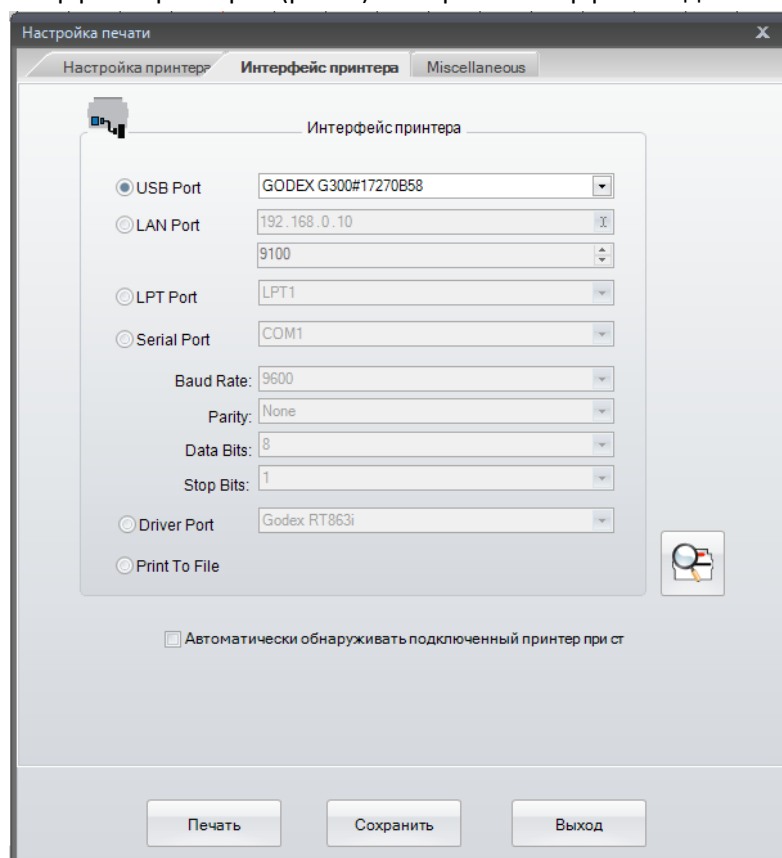 Настройка печати
X
Настройка принтера Интерфейс принтера Miscellaneous
Интерфейс принтера
USB Port GODEX G300#17270B58
LAN Port 192.168.0.10
9100
LPT Port LPT1
Serial Port COM1
Baud Rate: 9600
Parity: None
Data Bits: 8
Stop Bits: 1
Driver Port Godex RT863i
Print To File
Автоматически обнаруживать подключенный принтер при ст
Печать Сохранить Выход